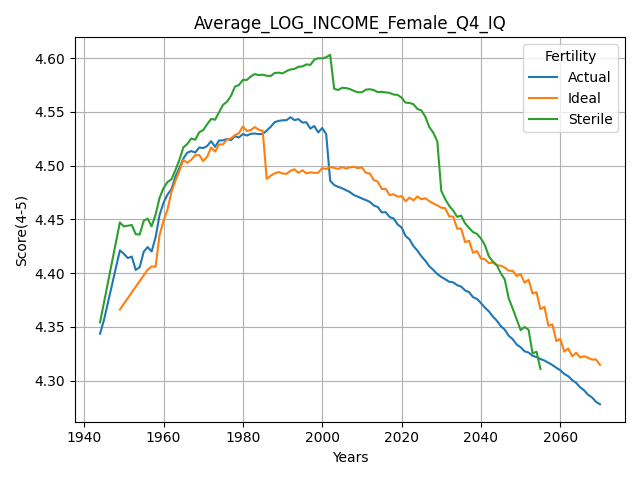 Average_LOG_INCOME_Female_Q4_IQ
Score(4-5)
4.60
4.55
4.50
4.45
4.40
4.35
4.30
Fertility
Actual
Ideal
Sterile
1940
1960
1980
2000
2020
2040
2060
Years